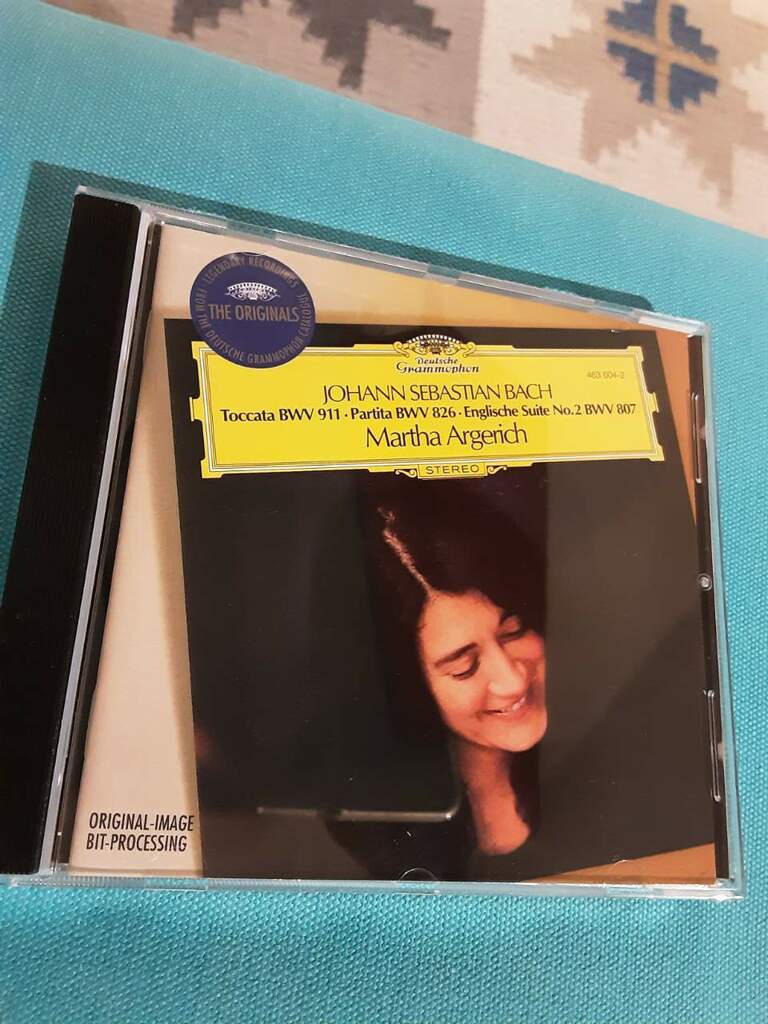 LEGENDARY RECORDINGS
THE ORIGINALS
FROM THE DEUTSCHE GRAMMOPHON CATALOGUE
Deutsche
Grammophon
463 604-2
JOHANN SEBASTIAN BACH
Toccata BWV 911 · Partita BWV 826 · Englische Suite No. 2 BWV 807
Martha Argerich
STEREO
ORIGINAL-IMAGE
BIT-PROCESSING